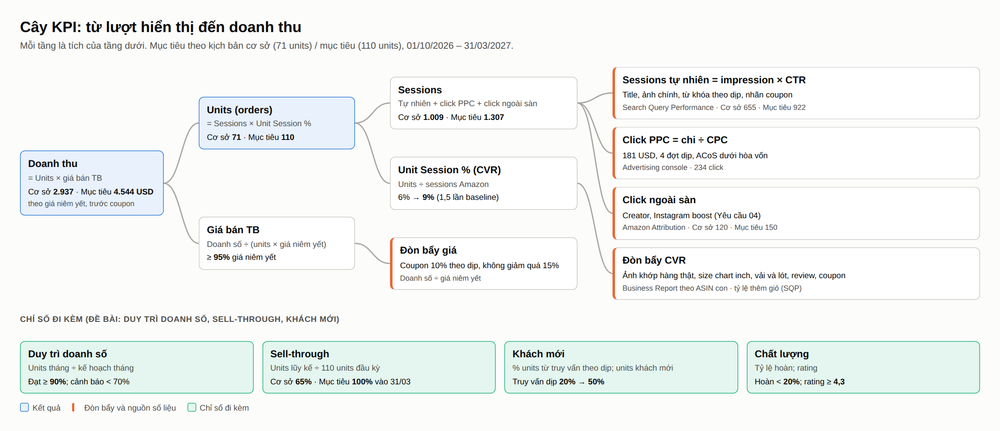 Cây KPI: từ lượt hiển thị đến doanh thu
Mỗi tầng là tích của tầng dưới. Mục tiêu theo kịch bản cơ sở (71 units) / mục tiêu (110 units), 01/10/2026 – 31/03/2027.
Doanh thu
= Units × giá bán TB
Cơ sở 2.937 · Mục tiêu 4.544 USD
theo giá niêm yết, trước coupon
Units (orders)
= Sessions × Unit Session %
Cơ sở 71 · Mục tiêu 110
Giá bán TB
Doanh số ÷ (units × giá niêm yết)
≥ 95% giá niêm yết
Sessions
Tự nhiên + click PPC + click ngoài sàn
Cơ sở 1.009 · Mục tiêu 1.307
Unit Session % (CVR)
Units ÷ sessions Amazon
6% → 9% (1,5 lần baseline)
Đòn bẩy giá
Coupon 10% theo dịp, không giảm quá 15%
Doanh số ÷ giá niêm yết
Sessions tự nhiên = impression × CTR
Title, ảnh chính, từ khóa theo dịp, nhãn coupon
Search Query Performance · Cơ sở 655 · Mục tiêu 922
Click PPC = chi ÷ CPC
181 USD, 4 đợt dịp, ACoS dưới hòa vốn
Advertising console · 234 click
Click ngoài sàn
Creator, Instagram boost (Yêu cầu 04)
Amazon Attribution · Cơ sở 120 · Mục tiêu 150
Đòn bẩy CVR
Ảnh khớp hàng thật, size chart inch, vải và lót, review, coupon
Business Report theo ASIN con · tỷ lệ thêm giỏ (SQP)
CHỈ SỐ ĐI KÈM (ĐỀ BÀI: DUY TRÌ DOANH SỐ, SELL-THROUGH, KHÁCH MỚI)
Duy trì doanh số
Units tháng ÷ kế hoạch tháng
Đạt ≥ 90%; cảnh báo < 70%
Sell-through
Units lũy kế ÷ 110 units đầu kỳ
Cơ sở 65% · Mục tiêu 100% vào 31/03
Khách mới
% units từ truy vấn theo dịp; units khách mới
Truy vấn dịp 20% → 50%
Chất lượng
Tỷ lệ hoàn; rating
Hoàn < 20%; rating ≥ 4,3
Kết quả
Đòn bẩy và nguồn số liệu
Chỉ số đi kèm